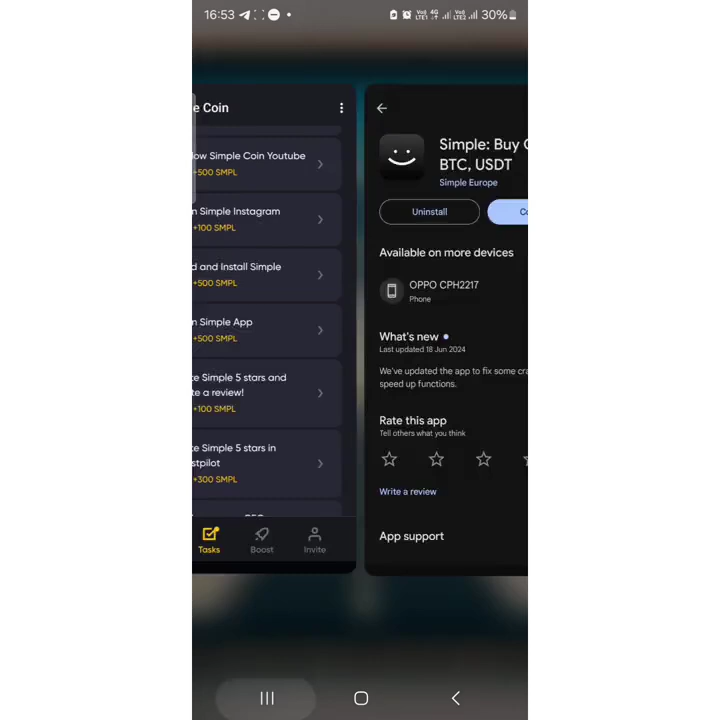 16:53
30%
e Coin
low Simple Coin Youtube
+500 SMPL
n Simple Instagram
+100 SMPL
d and Install Simple
+500 SMPL
n Simple App
+500 SMPL
te Simple 5 stars and
te a review!
+100 SMPL
te Simple 5 stars in
stpilot
+300 SMPL
Tasks
Boost
Invite
Simple: Buy
BTC, USDT
Simple Europe
Uninstall
Available on more devices
OPPO CPH2217
Phone
What's new
Last updated 18 Jun 2024
We've updated the app to fix some cra
speed up functions.
Rate this app
Tell others what you think
Write a review
App support